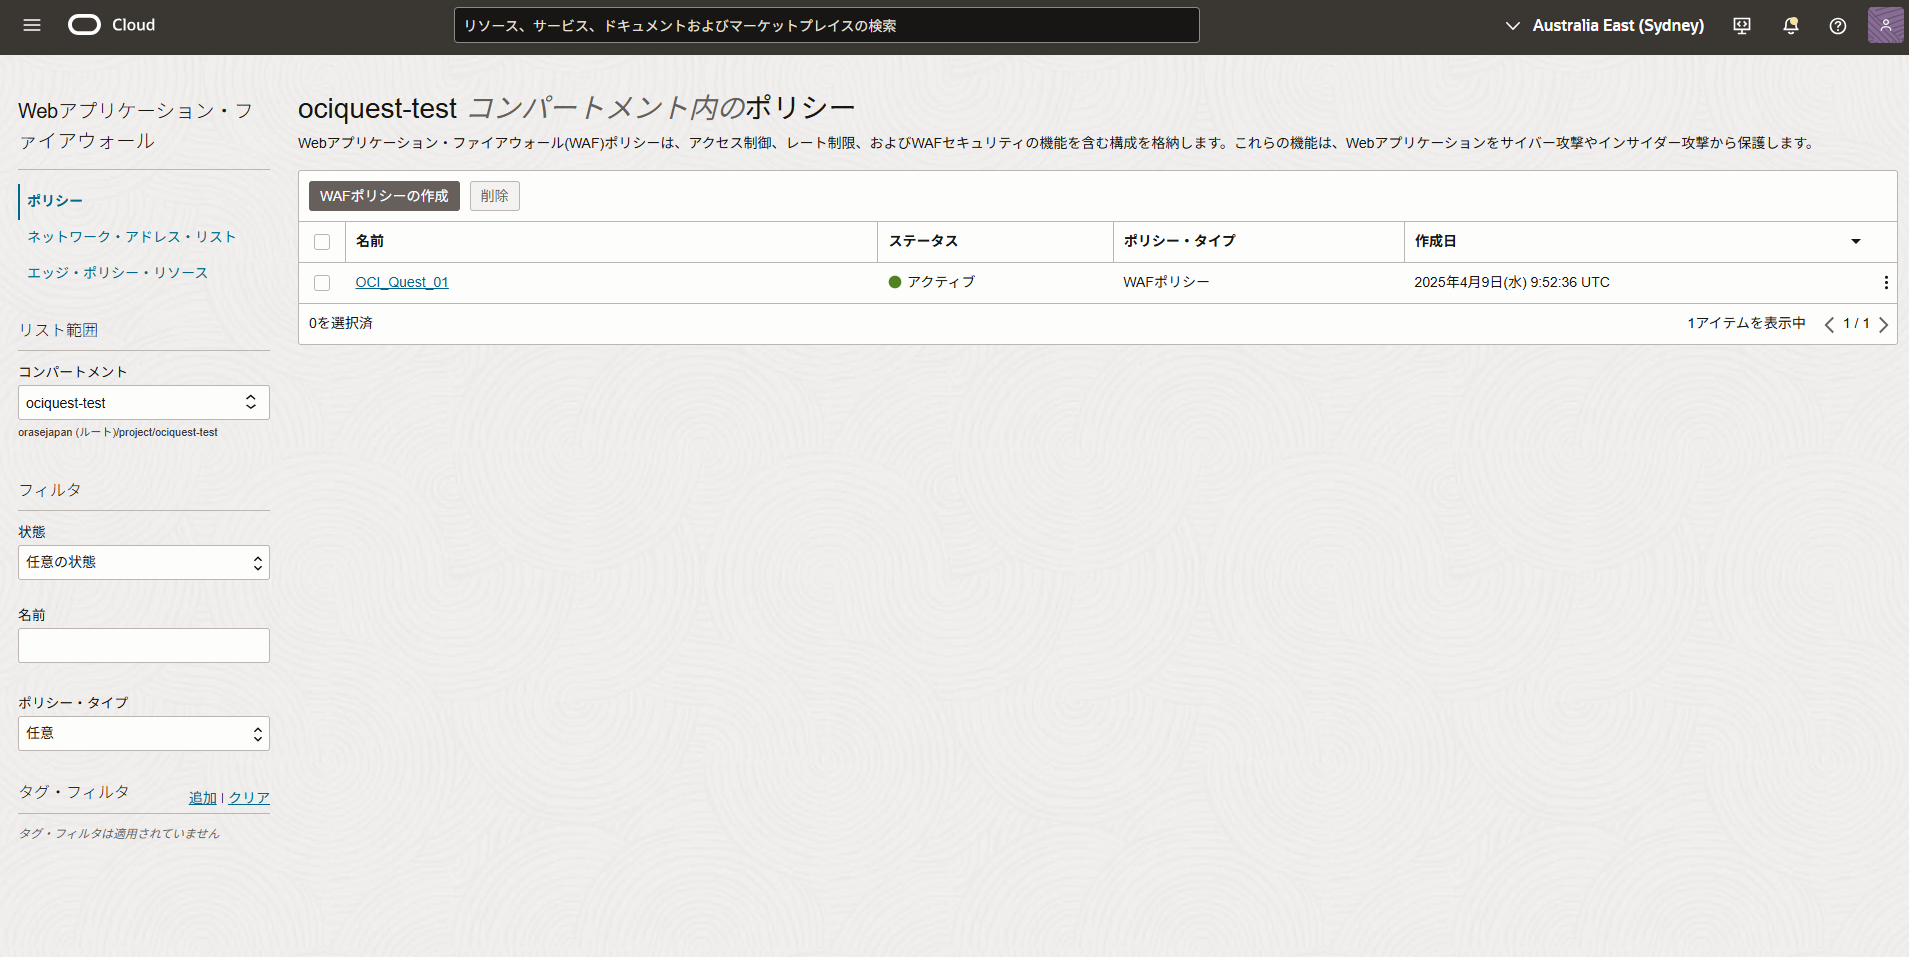 Cloud
リソース、サービス、ドキュメントおよびマーケットプレイスの検索
Australia East (Sydney)
Webアプリケーション・フ
ァイアウォール
ポリシー
ネットワーク・アドレス・リスト
エッジ・ポリシー・リソース
リスト範囲
コンパートメント
ociquest-test
orasejapan (ルート)/project/ociquest-test
フィルタ
状態
任意の状態
名前
ポリシー・タイプ
任意
タグ・フィルタ 追加 | クリア
タグ・フィルタは適用されていません
ociquest-test コンパートメント内のポリシー
Webアプリケーション・ファイアウォール(WAF)ポリシーは、アクセス制御、レート制限、およびWAFセキュリティの機能を含む構成を格納します。これらの機能は、Webアプリケーションをサイバー攻撃やインサイダー攻撃から保護します。
WAFポリシーの作成 削除
名前 ステータス ポリシー・タイプ 作成日
OCI_Quest_01 アクティブ WAFポリシー 2025年4月9日(水) 9:52:36 UTC
0を選択済 1アイテムを表示中 1 / 1